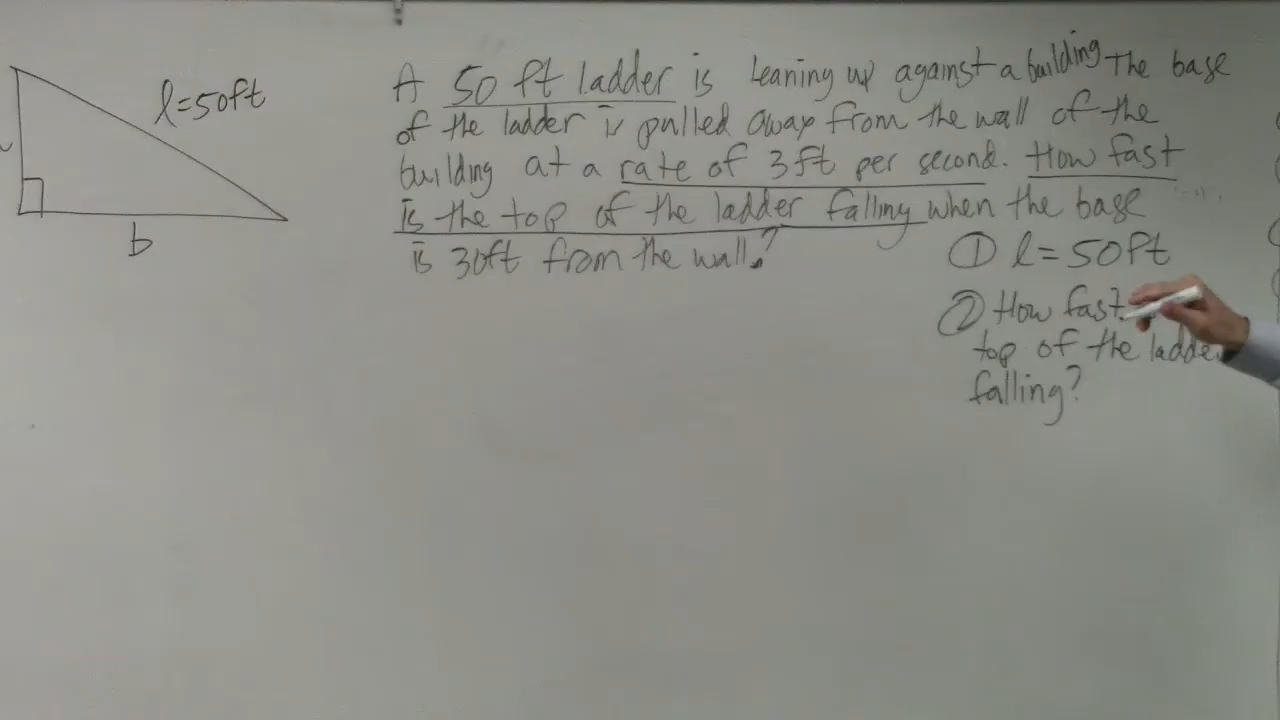 l=50ft
b
A 50 ft ladder is leaning up against a building The base
of the ladder is pulled away from the wall of the
building at a rate of 3ft per second. How fast
is the top of the ladder falling when the base
is 30ft from the wall?
① l=50ft
② How fast
top of the ladder
falling?